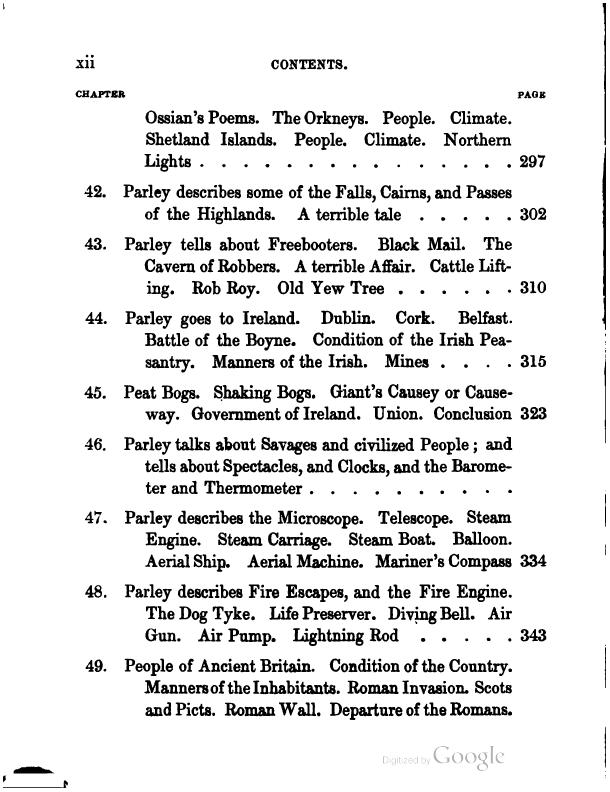 xii CONTENTS.
CHAPTER PAGE
Ossian's Poems. The Orkneys. People. Climate.
Shetland Islands. People. Climate. Northern
Lights . . . . . . . . . . . . . . . 297
42. Parley describes some of the Falls, Cairns, and Passes
of the Highlands. A terrible tale . . . . . 302
43. Parley tells about Freebooters. Black Mail. The
Cavern of Robbers. A terrible Affair. Cattle Lift-
ing. Rob Roy. Old Yew Tree . . . . . . 310
44. Parley goes to Ireland. Dublin. Cork. Belfast.
Battle of the Boyne. Condition of the Irish Pea-
santry. Manners of the Irish. Mines . . . . 315
45. Peat Bogs. Shaking Bogs. Giant's Causey or Cause-
way. Government of Ireland. Union. Conclusion 323
46. Parley talks about Savages and civilized People; and
tells about Spectacles, and Clocks, and the Barome-
ter and Thermometer . . . . . . . . . .
47. Parley describes the Microscope. Telescope. Steam
Engine. Steam Carriage. Steam Boat. Balloon.
Aerial Ship. Aerial Machine. Mariner's Compass 334
48. Parley describes Fire Escapes, and the Fire Engine.
The Dog Tyke. Life Preserver. Diving Bell. Air
Gun. Air Pump. Lightning Rod . . . . . 343
49. People of Ancient Britain. Condition of the Country.
Manners of the Inhabitants. Roman Invasion. Scots
and Picts. Roman Wall. Departure of the Romans.
Digitized by Google